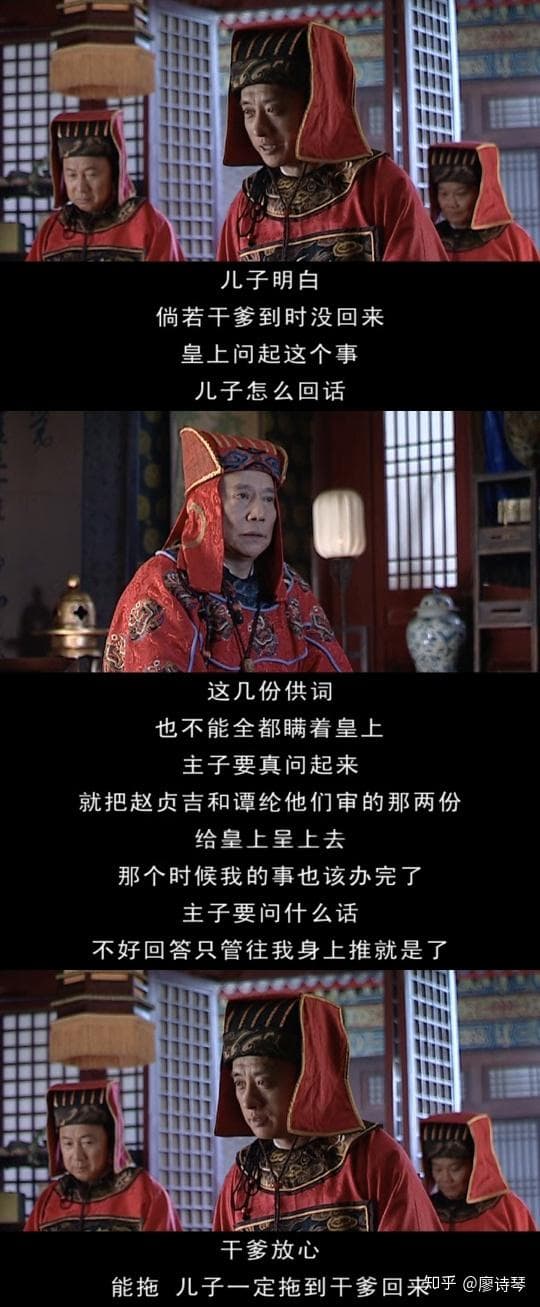 儿子明白
倘若干爹到时没回来
皇上问起这个事
儿子怎么回话
这几份供词
也不能全都瞒着皇上
主子要真问起来
就把赵贞吉和谭纶他们审的那两份
给皇上呈上去
那个时候我的事也该办完了
主子要问什么话
不好回答只管往我身上推就是了
干爹放心
能拖 儿子一定拖到干爹回来
知乎 @廖诗琴